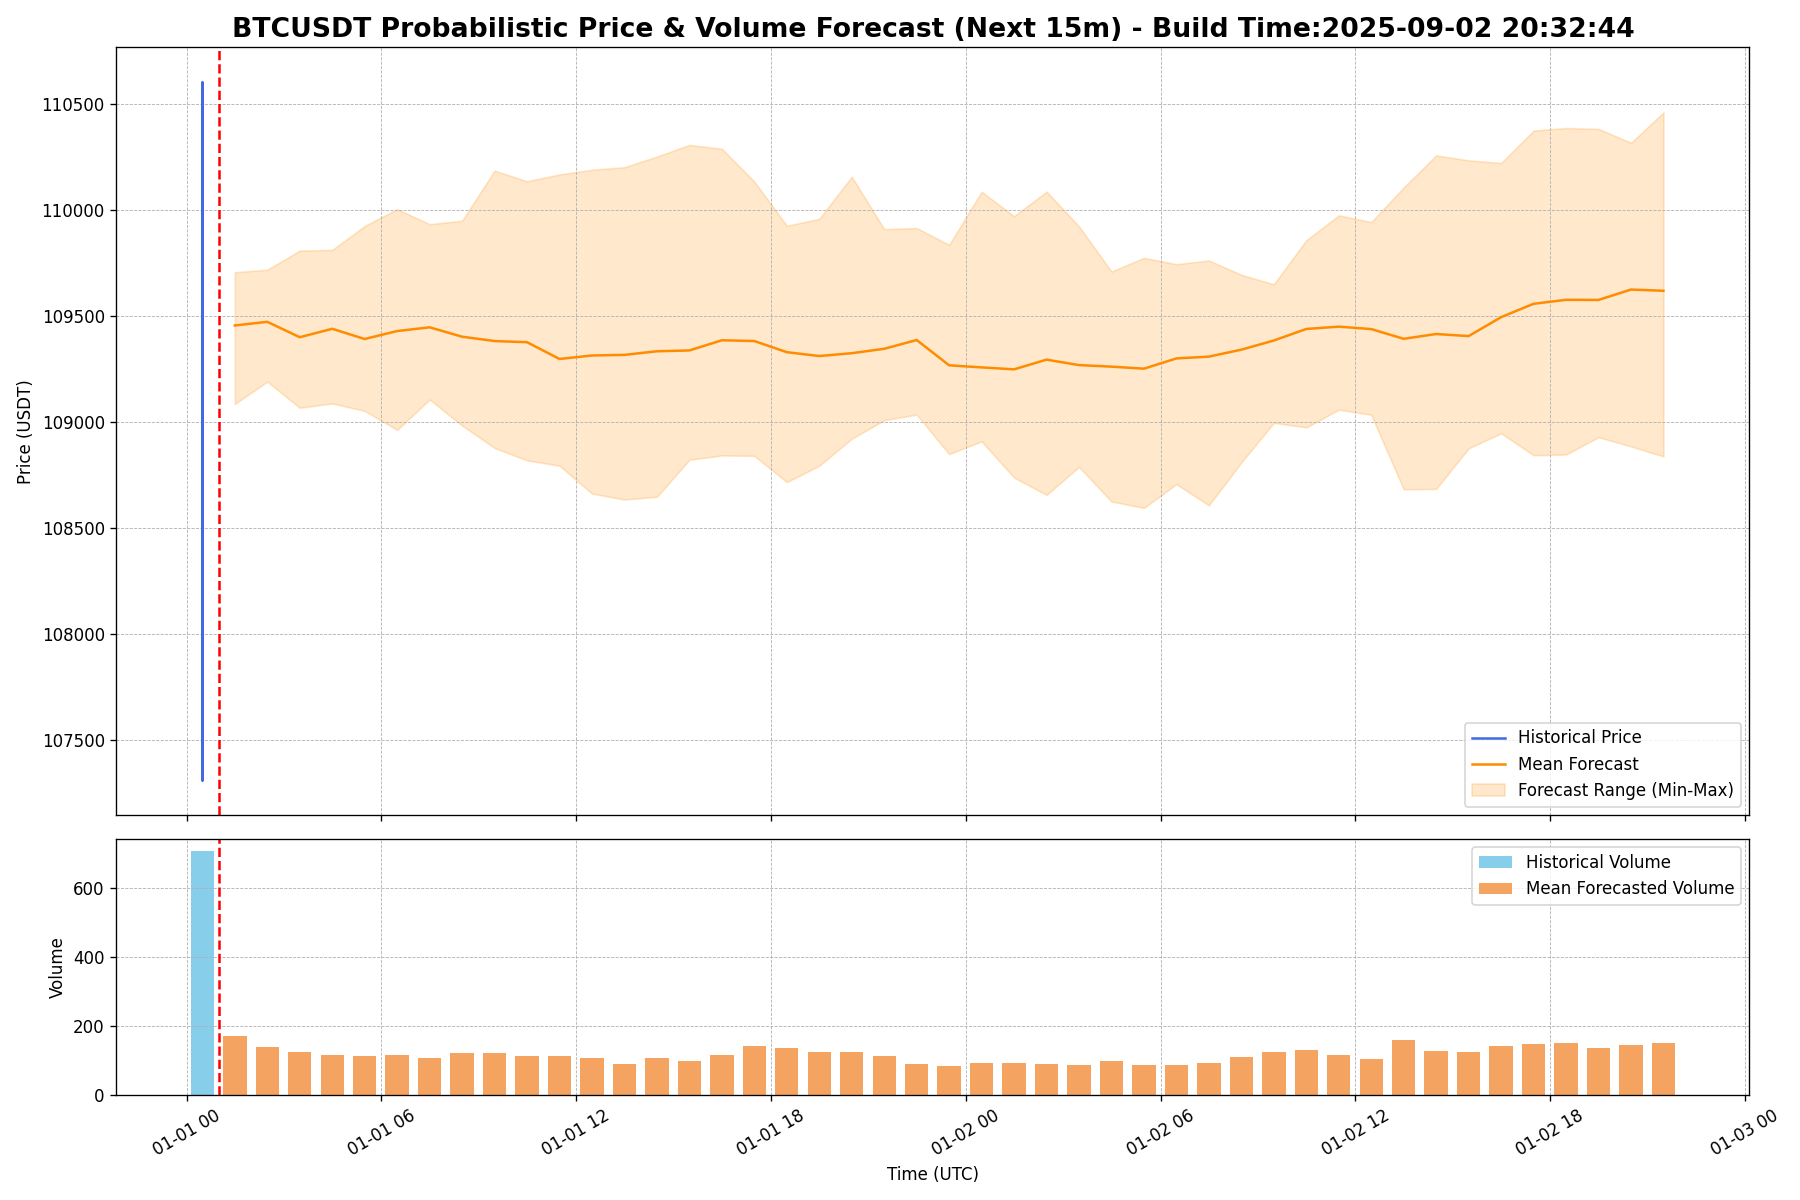 BTCUSDT Probabilistic Price & Volume Forecast (Next 15m) - Build Time:2025-09-02 20:32:44
Price (USDT)
110500
110000
109500
109000
108500
108000
107500
Historical Price
Mean Forecast
Forecast Range (Min-Max)
Volume
600
400
200
0
Historical Volume
Mean Forecasted Volume
01-01 00
01-01 06
01-01 12
01-01 18
01-02 00
01-02 06
01-02 12
01-02 18
01-03 00
Time (UTC)